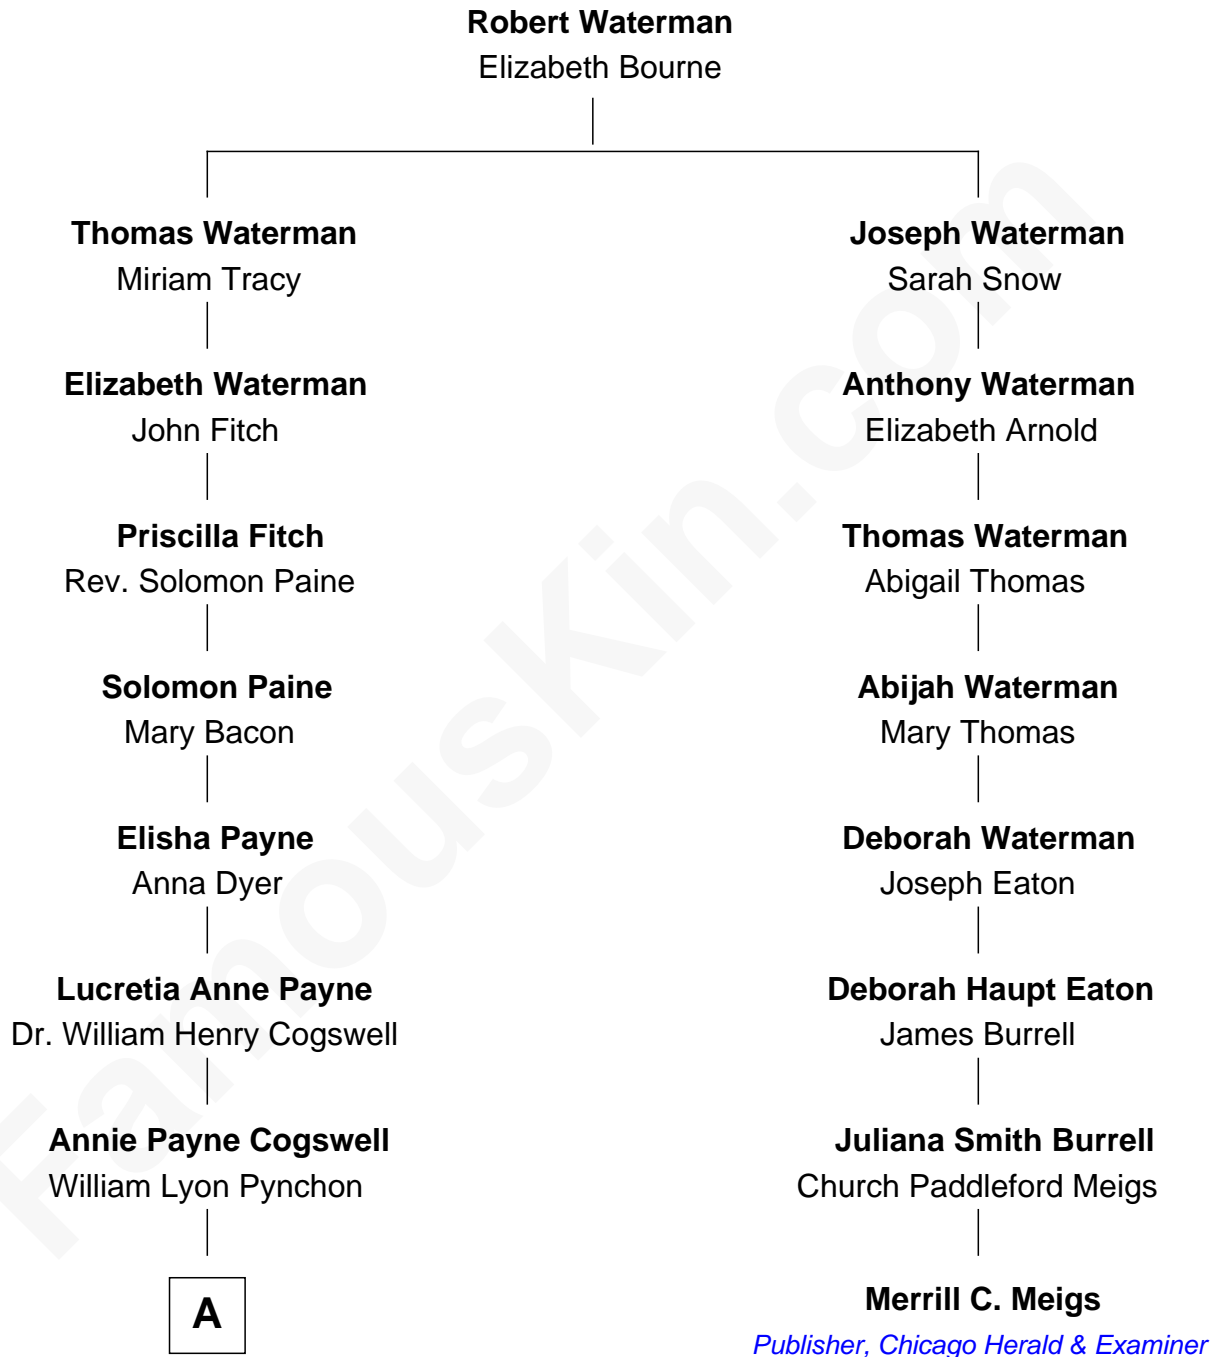 Robert Waterman
Elizabeth Bourne
Thomas Waterman
Miriam Tracy
Joseph Waterman
Sarah Snow
Elizabeth Waterman
John Fitch
Anthony Waterman
Elizabeth Arnold
Priscilla Fitch
Rev. Solomon Paine
Thomas Waterman
Abigail Thomas
Solomon Paine
Mary Bacon
Abijah Waterman
Mary Thomas
Elisha Payne
Anna Dyer
Deborah Waterman
Joseph Eaton
Lucretia Anne Payne
Dr. William Henry Cogswell
Deborah Haupt Eaton
James Burrell
Annie Payne Cogswell
William Lyon Pynchon
Juliana Smith Burrell
Church Paddleford Meigs
A
Merrill C. Meigs
Publisher, Chicago Herald & Examiner
FamousKin.com